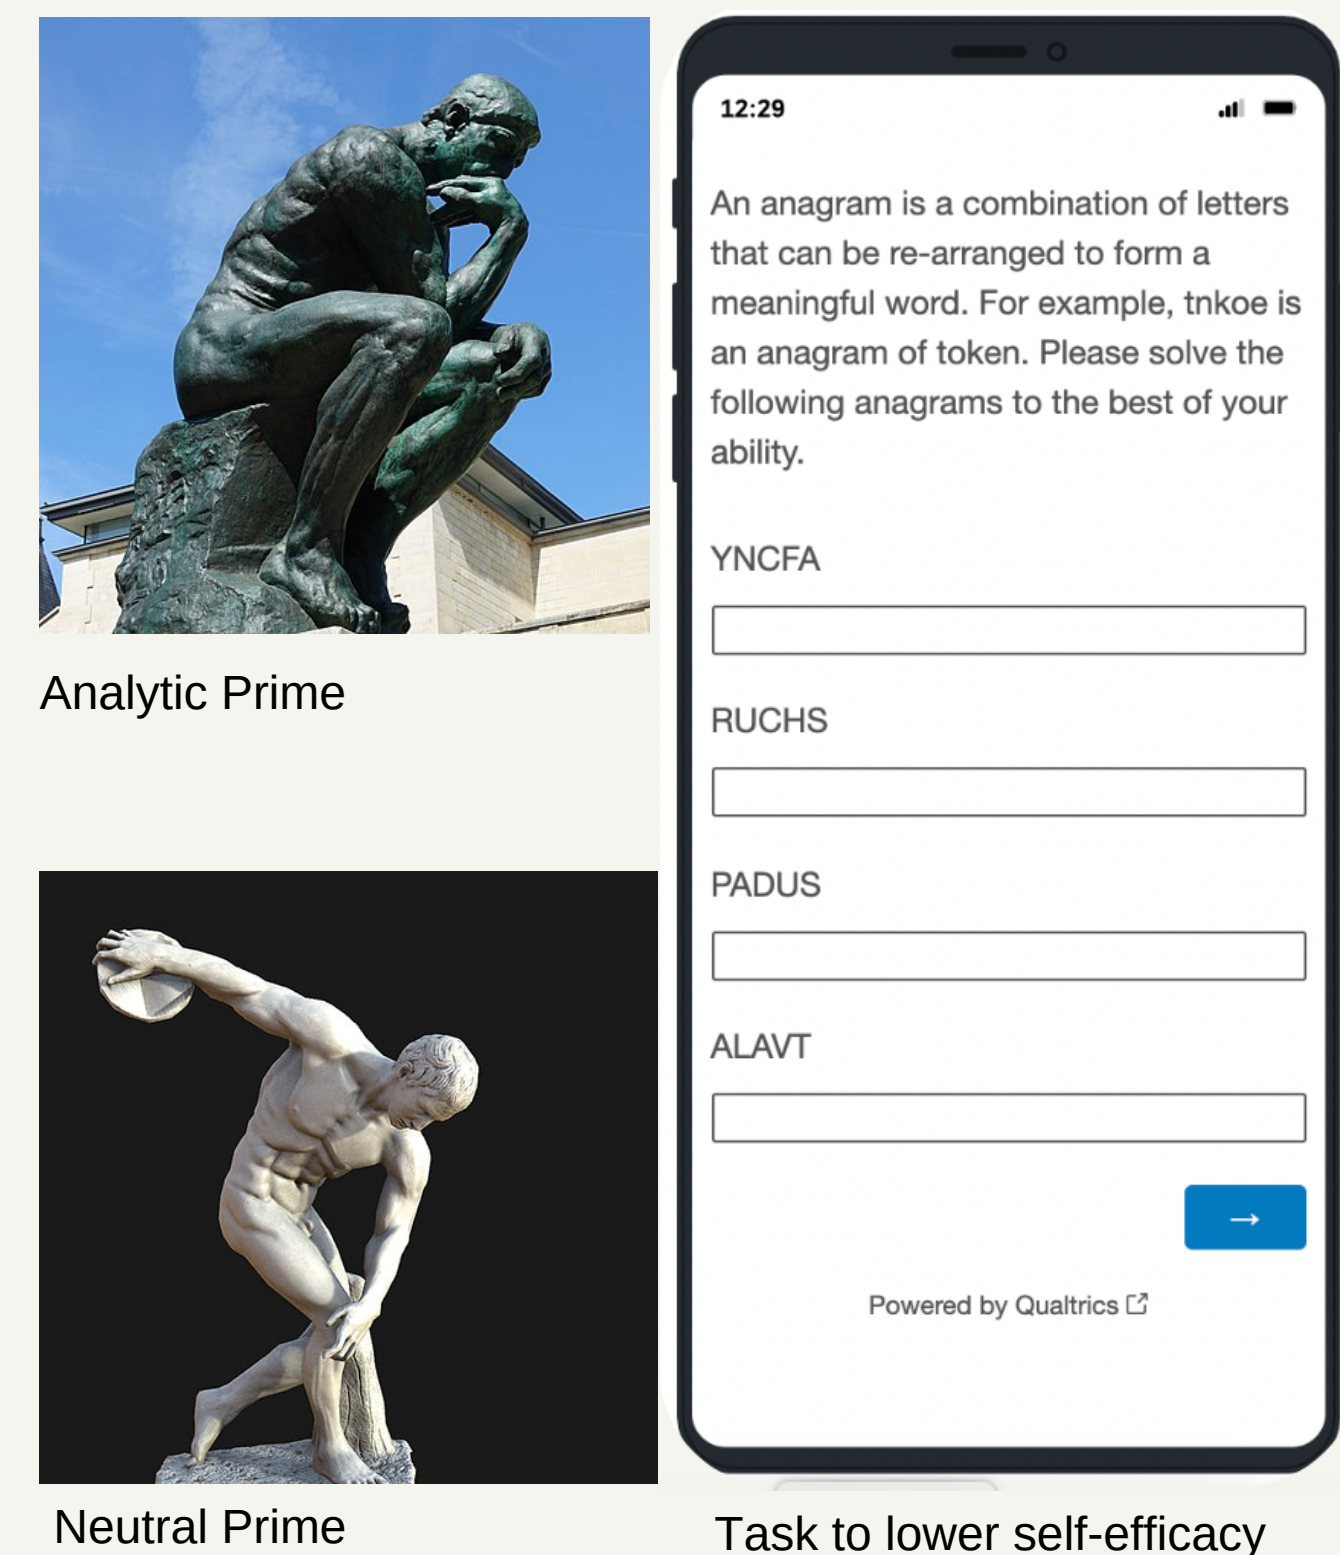 Analytic Prime
Neutral Prime
12:29
An anagram is a combination of letters
that can be re-arranged to form a
meaningful word. For example, tnkoe is
an anagram of token. Please solve the
following anagrams to the best of your
ability.
YNCFA
RUCHS
PADUS
ALAVT
→
Powered by Qualtrics
Task to lower self-efficacy